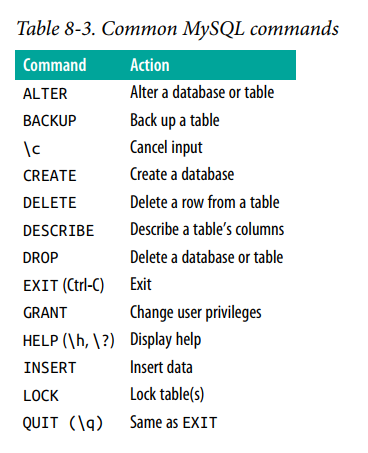 Table 8-3. Common MySQL commands
Command Action
ALTER Alter a database or table
BACKUP Back up a table
\c Cancel input
CREATE Create a database
DELETE Delete a row from a table
DESCRIBE Describe a table's columns
DROP Delete a database or table
EXIT (Ctrl-C) Exit
GRANT Change user privileges
HELP (\h, \?) Display help
INSERT Insert data
LOCK Lock table(s)
QUIT (\q) Same as EXIT